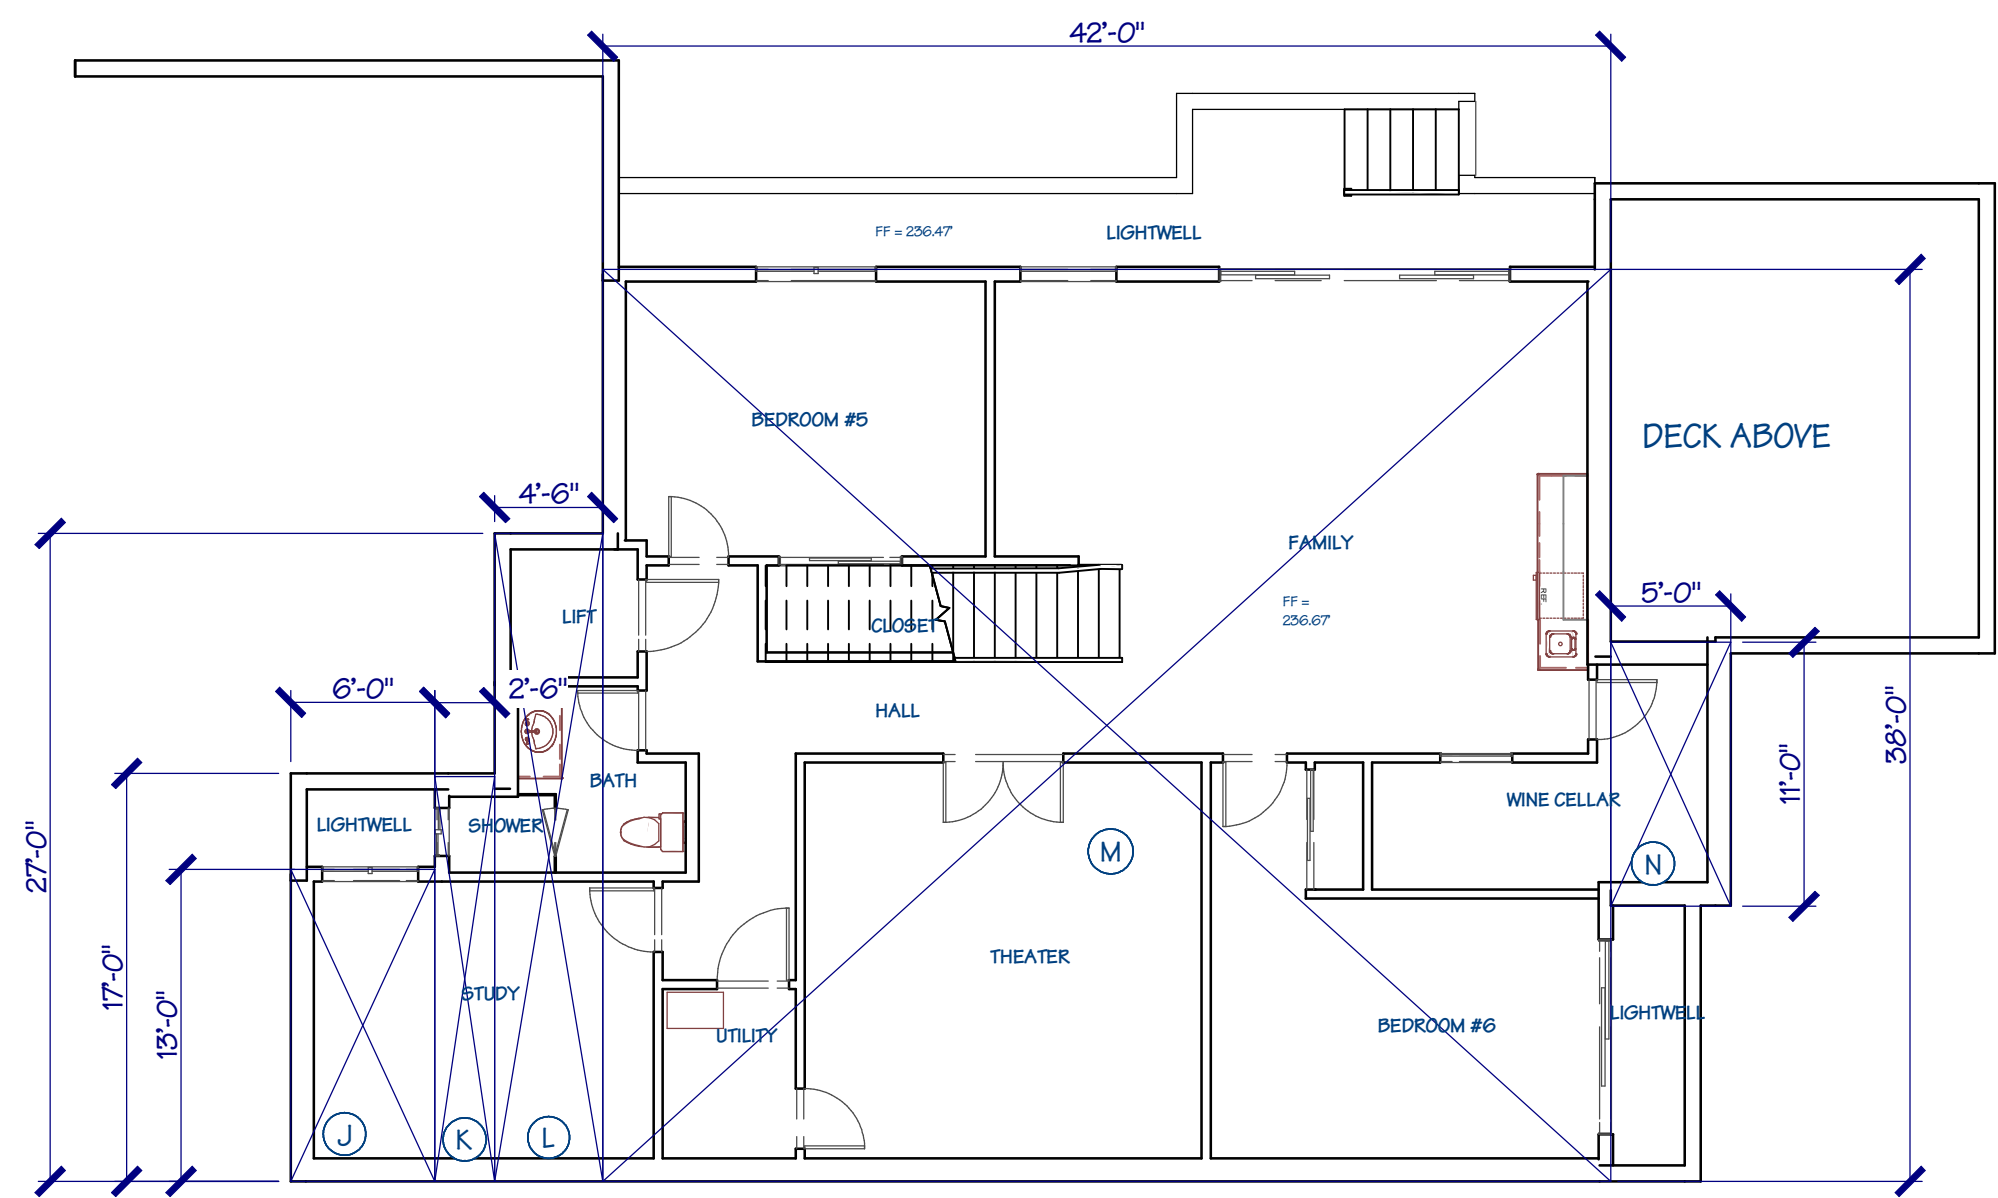 42'-0"
FF = 236.47'
LIGHTWELL
BEDROOM #5
DECK ABOVE
4'-6"
FAMILY
5'-0"
REF.
FF =
236.67'
LIFT
CLOSET
6'-0"
2'-6"
HALL
38'-0"
11'-0"
BATH
WINE CELLAR
LIGHTWELL
SHOWER
27'-0"
M
N
THEATER
17'-0"
STUDY
13'-0"
LIGHTWELL
BEDROOM #6
UTILITY
J
K
L